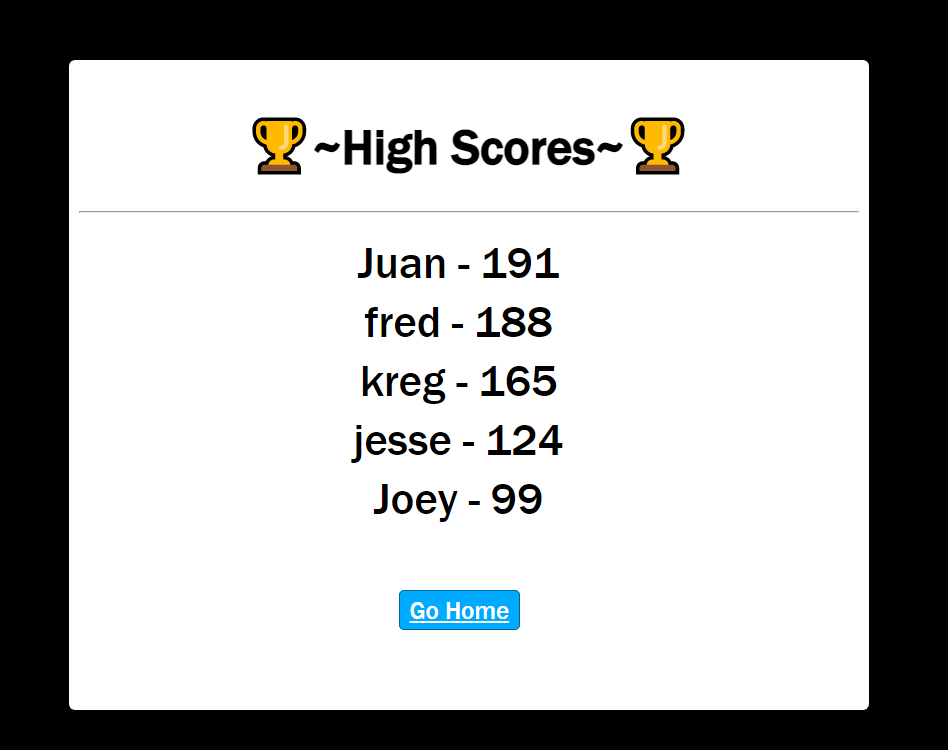 🏆~High Scores~🏆
Juan - 191
fred - 188
kreg - 165
jesse - 124
Joey - 99
Go Home